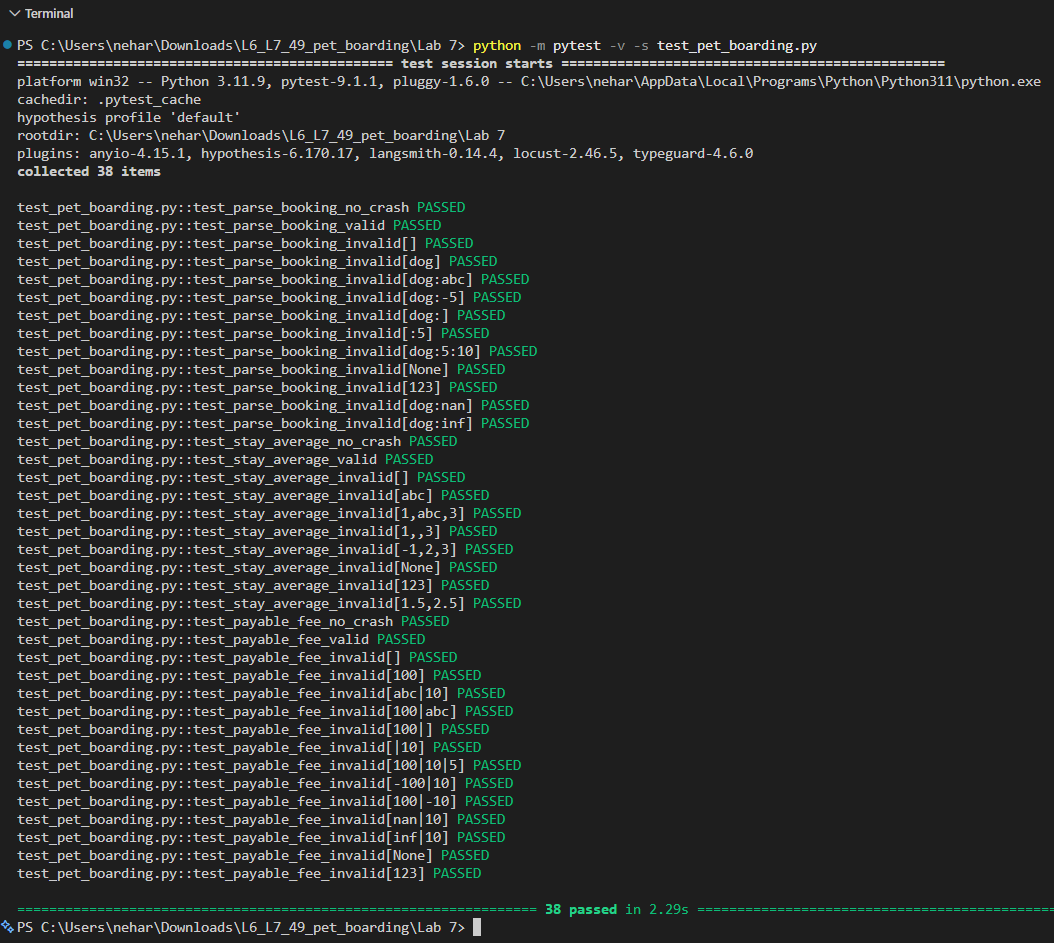 Terminal
PS C:\Users\nehar\Downloads\L6_L7_49_pet_boarding\Lab 7> python -m pytest -v -s test_pet_boarding.py
=============================================== test session starts ================================================
platform win32 -- Python 3.11.9, pytest-9.1.1, pluggy-1.6.0 -- C:\Users\nehar\AppData\Local\Programs\Python\Python311\python.exe
cachedir: .pytest_cache
hypothesis profile 'default'
rootdir: C:\Users\nehar\Downloads\L6_L7_49_pet_boarding\Lab 7
plugins: anyio-4.15.1, hypothesis-6.170.17, langsmith-0.14.4, locust-2.46.5, typeguard-4.6.0
collected 38 items
test_pet_boarding.py::test_parse_booking_no_crash PASSED
test_pet_boarding.py::test_parse_booking_valid PASSED
test_pet_boarding.py::test_parse_booking_invalid[] PASSED
test_pet_boarding.py::test_parse_booking_invalid[dog] PASSED
test_pet_boarding.py::test_parse_booking_invalid[dog:abc] PASSED
test_pet_boarding.py::test_parse_booking_invalid[dog:-5] PASSED
test_pet_boarding.py::test_parse_booking_invalid[dog:] PASSED
test_pet_boarding.py::test_parse_booking_invalid[:5] PASSED
test_pet_boarding.py::test_parse_booking_invalid[dog:5:10] PASSED
test_pet_boarding.py::test_parse_booking_invalid[None] PASSED
test_pet_boarding.py::test_parse_booking_invalid[123] PASSED
test_pet_boarding.py::test_parse_booking_invalid[dog:nan] PASSED
test_pet_boarding.py::test_parse_booking_invalid[dog:inf] PASSED
test_pet_boarding.py::test_stay_average_no_crash PASSED
test_pet_boarding.py::test_stay_average_valid PASSED
test_pet_boarding.py::test_stay_average_invalid[] PASSED
test_pet_boarding.py::test_stay_average_invalid[abc] PASSED
test_pet_boarding.py::test_stay_average_invalid[1,abc,3] PASSED
test_pet_boarding.py::test_stay_average_invalid[1,,3] PASSED
test_pet_boarding.py::test_stay_average_invalid[-1,2,3] PASSED
test_pet_boarding.py::test_stay_average_invalid[None] PASSED
test_pet_boarding.py::test_stay_average_invalid[123] PASSED
test_pet_boarding.py::test_stay_average_invalid[1.5,2.5] PASSED
test_pet_boarding.py::test_payable_fee_no_crash PASSED
test_pet_boarding.py::test_payable_fee_valid PASSED
test_pet_boarding.py::test_payable_fee_invalid[] PASSED
test_pet_boarding.py::test_payable_fee_invalid[100] PASSED
test_pet_boarding.py::test_payable_fee_invalid[abc|10] PASSED
test_pet_boarding.py::test_payable_fee_invalid[100|abc] PASSED
test_pet_boarding.py::test_payable_fee_invalid[100|] PASSED
test_pet_boarding.py::test_payable_fee_invalid[|10] PASSED
test_pet_boarding.py::test_payable_fee_invalid[100|10|5] PASSED
test_pet_boarding.py::test_payable_fee_invalid[-100|10] PASSED
test_pet_boarding.py::test_payable_fee_invalid[100|-10] PASSED
test_pet_boarding.py::test_payable_fee_invalid[nan|10] PASSED
test_pet_boarding.py::test_payable_fee_invalid[inf|10] PASSED
test_pet_boarding.py::test_payable_fee_invalid[None] PASSED
test_pet_boarding.py::test_payable_fee_invalid[123] PASSED
================================================================= 38 passed in 2.29s =============================================
PS C:\Users\nehar\Downloads\L6_L7_49_pet_boarding\Lab 7>